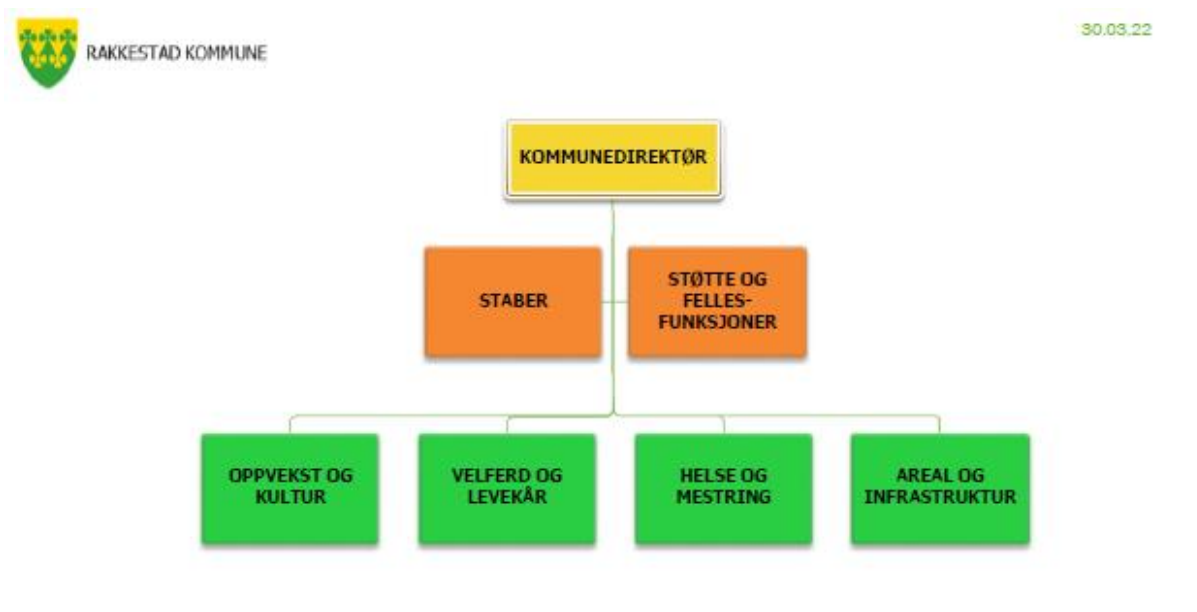 RAKKESTAD KOMMUNE
30.03.22
KOMMUNEDIREKTØR
STABER
STØTTE OG
FELLES-
FUNKSJONER
OPPVEKST OG
KULTUR
VELFERD OG
LEVEKÅR
HELSE OG
MESTRING
AREAL OG
INFRASTRUKTUR